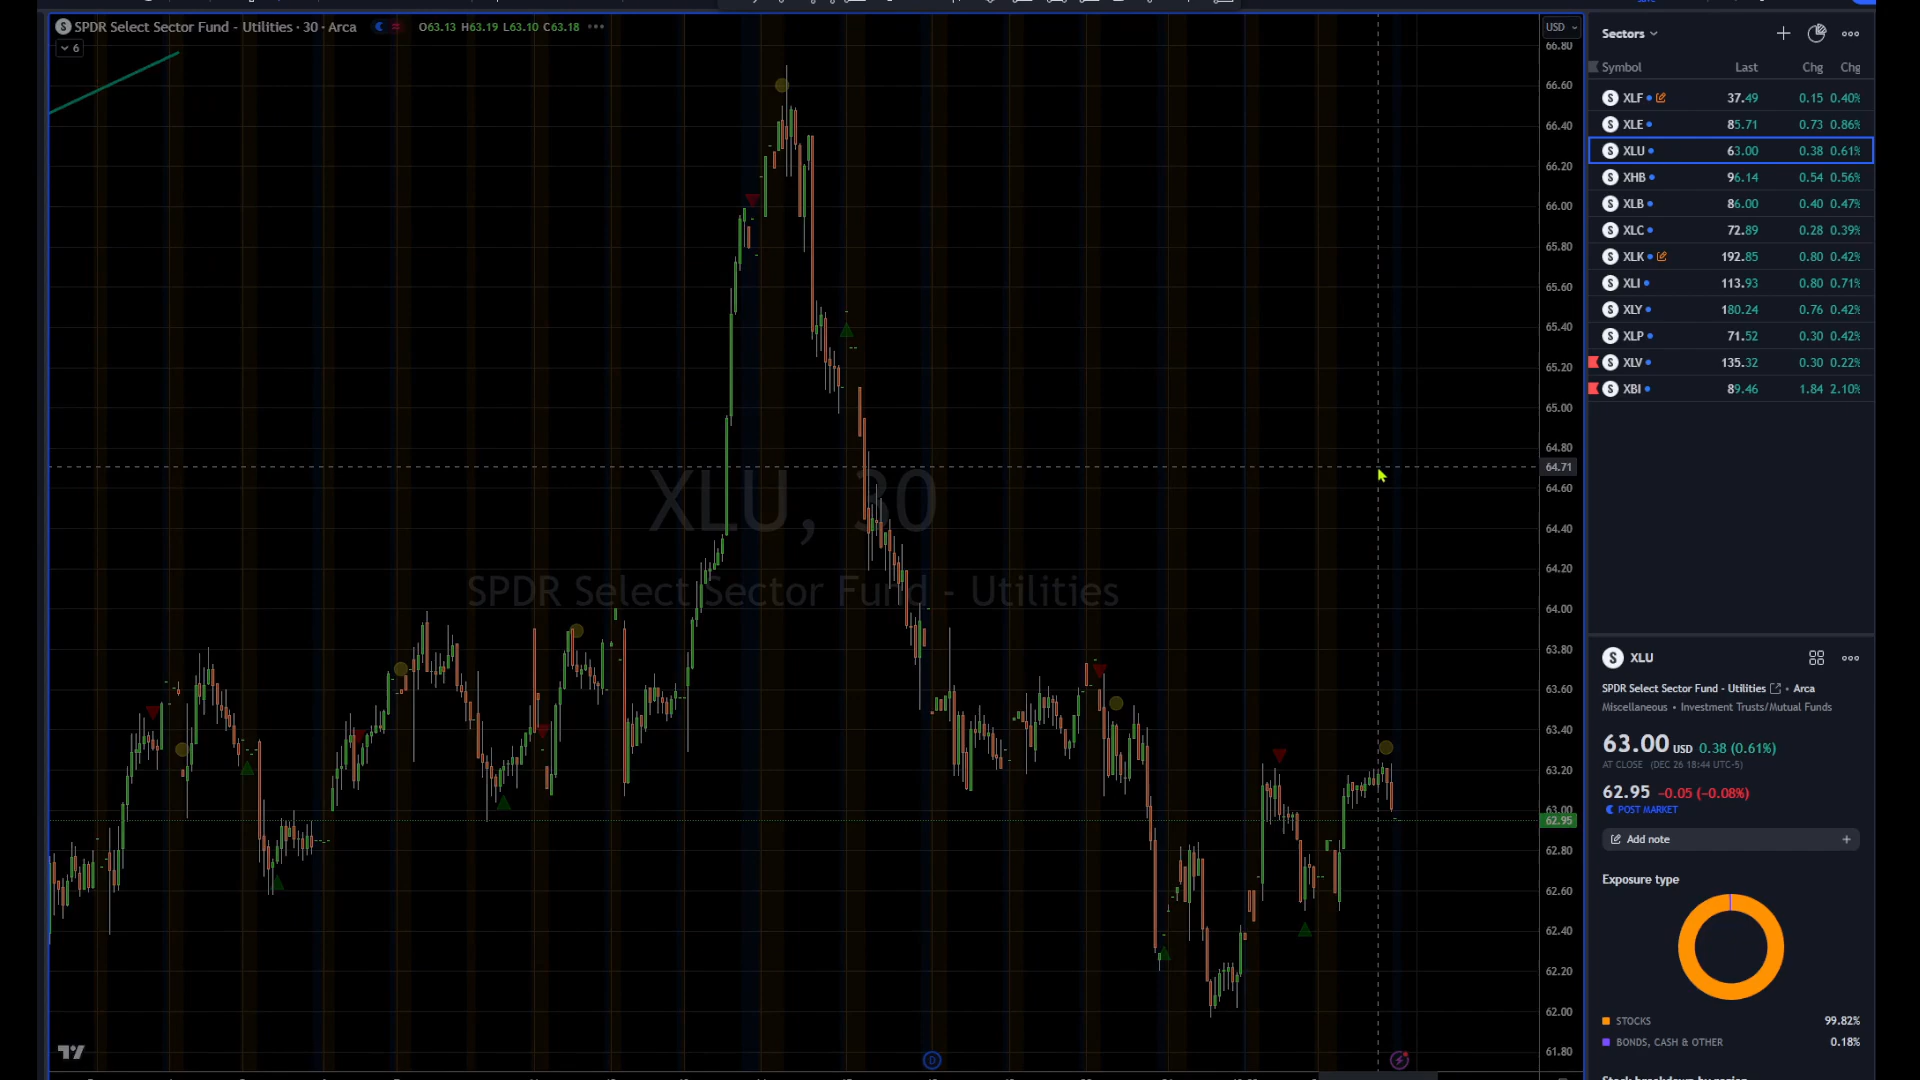 SPDR Select Sector Fund - Utilities · 30 · Arca O63.13 H63.19 L63.10 C63.18
6
USD
66.80
66.60
66.40
66.20
66.00
65.80
65.60
65.40
65.20
65.00
64.80
64.71
64.60
64.40
64.20
64.00
63.80
63.60
63.40
63.20
63.00
62.95
62.80
62.60
62.40
62.20
62.00
61.80
XLU, 30
SPDR Select Sector Fund - Utilities
D
Sectors
Symbol Last Chg Chg
S XLF 37.49 0.15 0.40%
S XLE 85.71 0.73 0.86%
S XLU 63.00 0.38 0.61%
S XHB 96.14 0.54 0.56%
S XLB 86.00 0.40 0.47%
S XLC 72.89 0.28 0.39%
S XLK 192.85 0.80 0.42%
S XLI 113.93 0.80 0.71%
S XLY 180.24 0.76 0.42%
S XLP 71.52 0.30 0.42%
S XLV 135.32 0.30 0.22%
S XBI 89.46 1.84 2.10%
S XLU
SPDR Select Sector Fund - Utilities • Arca
Miscellaneous • Investment Trusts/Mutual Funds
63.00 USD 0.38 (0.61%)
AT CLOSE (DEC 26 18:44 UTC-5)
62.95 −0.05 (−0.08%)
POST MARKET
Add note
Exposure type
STOCKS 99.82%
BONDS, CASH & OTHER 0.18%